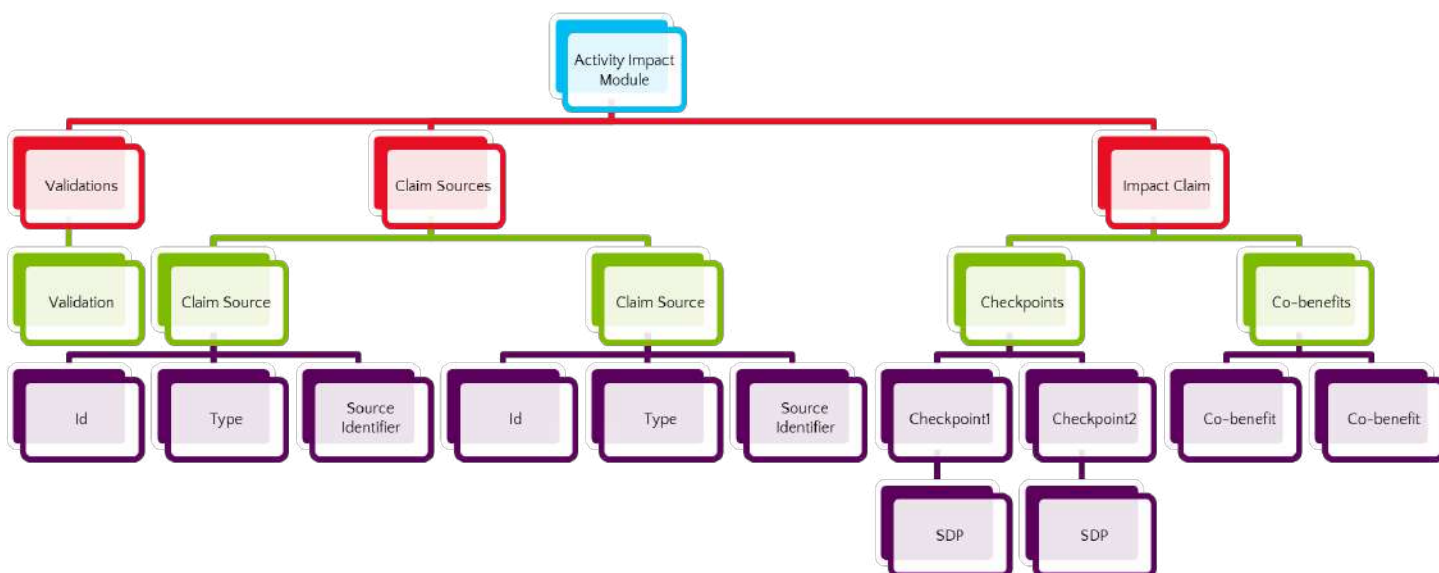 Activity Impact
Module
Validations
Claim Sources
Impact Claim
Validation
Claim Source
Claim Source
Checkpoints
Co-benefits
Id
Type
Source
Identifier
Id
Type
Source
Identifier
Checkpoint1
Checkpoint2
Co-benefit
Co-benefit
SDP
SDP